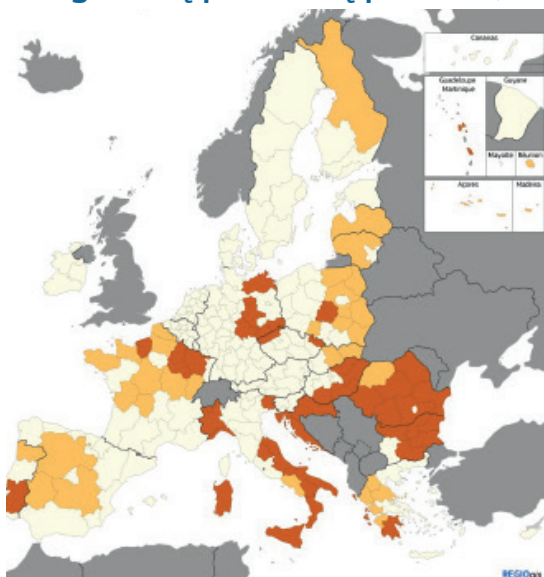 Canarias
Guadeloupe
Martinique
Guyane
Mayotte
Réunion
Açores
Madeira
REGIOgis